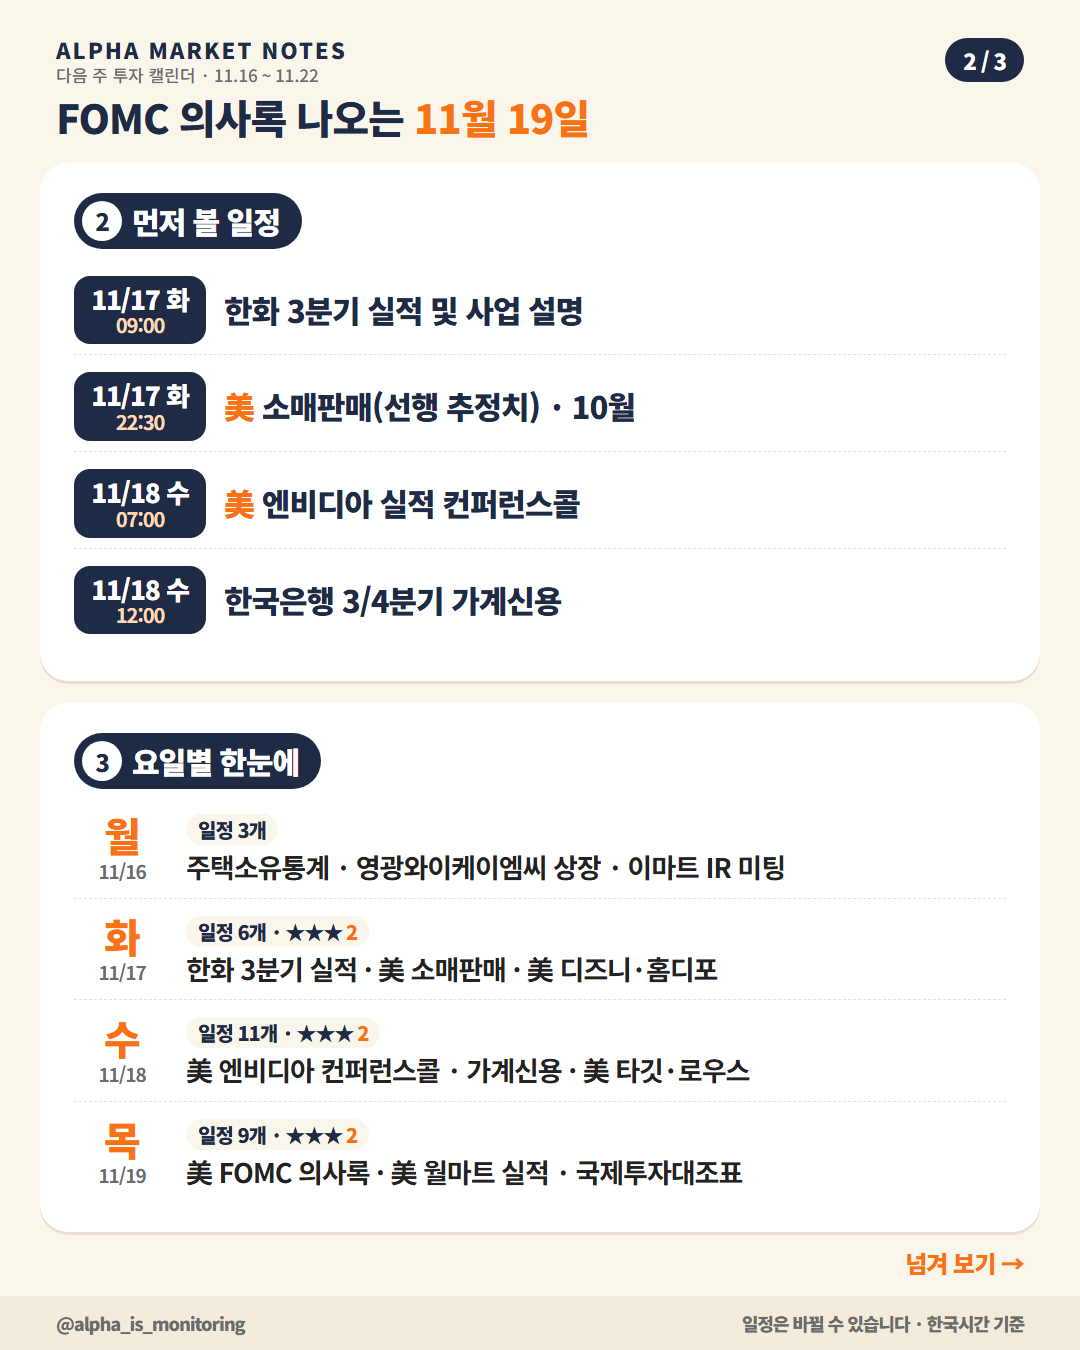 ALPHA MARKET NOTES
다음 주 투자 캘린더 · 11.16 ~ 11.22
2 / 3
FOMC 의사록 나오는 11월 19일
2 먼저 볼 일정
11/17 화
09:00
한화 3분기 실적 및 사업 설명
11/17 화
22:30
美 소매판매(선행 추정치) · 10월
11/18 수
07:00
美 엔비디아 실적 컨퍼런스콜
11/18 수
12:00
한국은행 3/4분기 가계신용
3 요일별 한눈에
월
11/16
일정 3개
주택소유통계 · 영광와이케이엠씨 상장 · 이마트 IR 미팅
화
11/17
일정 6개 · ★★★ 2
한화 3분기 실적 · 美 소매판매 · 美 디즈니·홈디포
수
11/18
일정 11개 · ★★★ 2
美 엔비디아 컨퍼런스콜 · 가계신용 · 美 타깃·로우스
목
11/19
일정 9개 · ★★★ 2
美 FOMC 의사록 · 美 월마트 실적 · 국제투자대조표
넘겨 보기 →
@alpha_is_monitoring
일정은 바뀔 수 있습니다 · 한국시간 기준